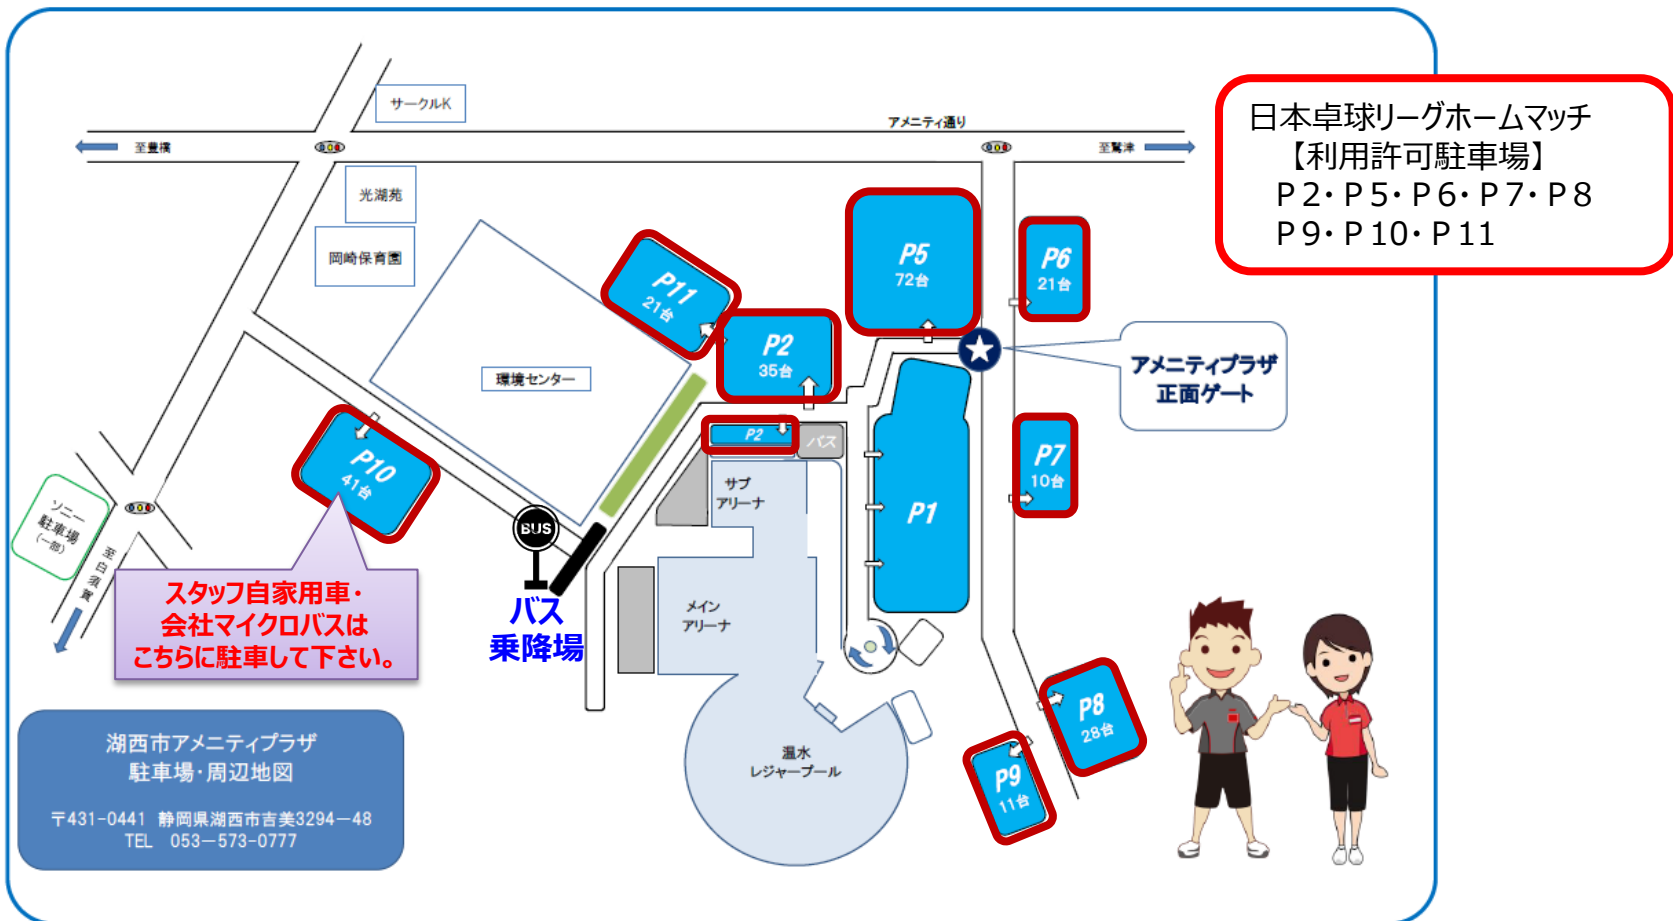 サークルK
アメニティ通り
至豊橋
至鷲津
日本卓球リーグホームマッチ
【利用許可駐車場】
P2・P5・P6・P7・P8
P9・P10・P11
光湖苑
岡崎保育園
環境センター
P11
21台
P2
35台
P5
72台
P6
21台
アメニティプラザ
正面ゲート
P2
バス
P1
P7
10台
P10
41台
サブ
アリーナ
ソニー
駐車場
(一部)
至白須賀
BUS
バス
乗降場
スタッフ自家用車・
会社マイクロバスは
こちらに駐車して下さい。
メイン
アリーナ
温水
レジャープール
P8
28台
P9
11台
湖西市アメニティプラザ
駐車場・周辺地図
〒431-0441 静岡県湖西市吉美3294－48
TEL 053－573-0777